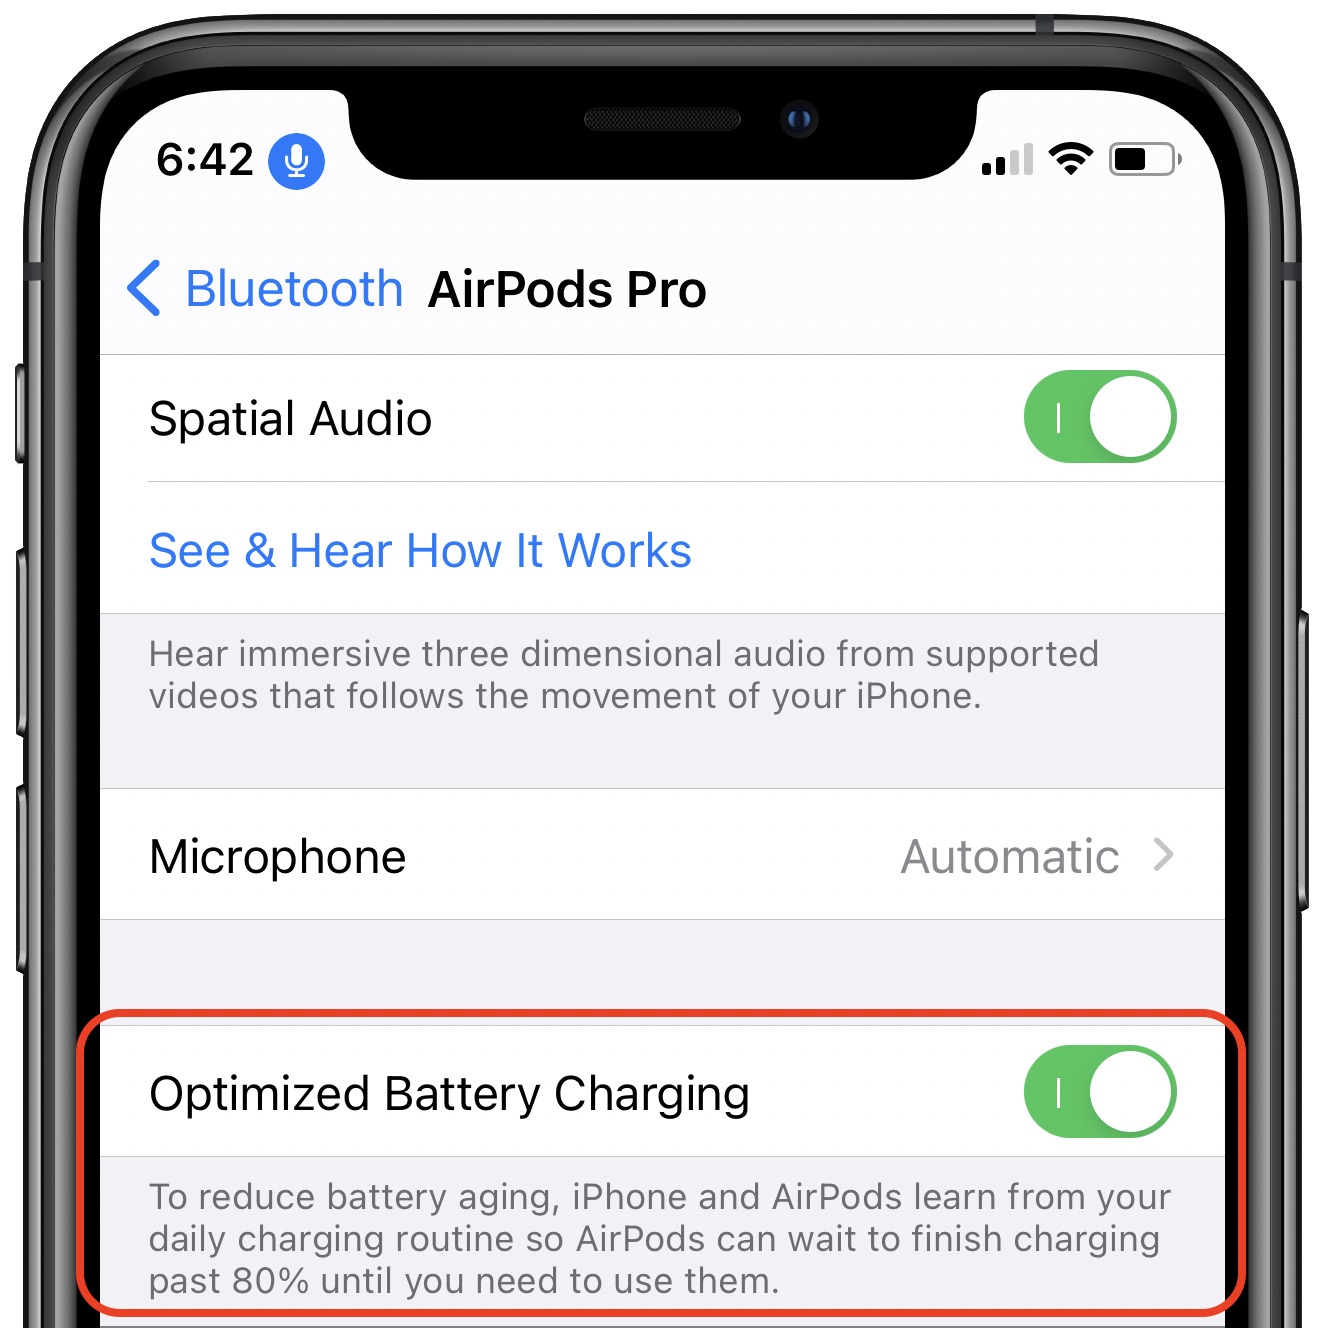 6:42
Bluetooth AirPods Pro
Spatial Audio
See & Hear How It Works
Hear immersive three dimensional audio from supported
videos that follows the movement of your iPhone.
Microphone Automatic
Optimized Battery Charging
To reduce battery aging, iPhone and AirPods learn from your
daily charging routine so AirPods can wait to finish charging
past 80% until you need to use them.